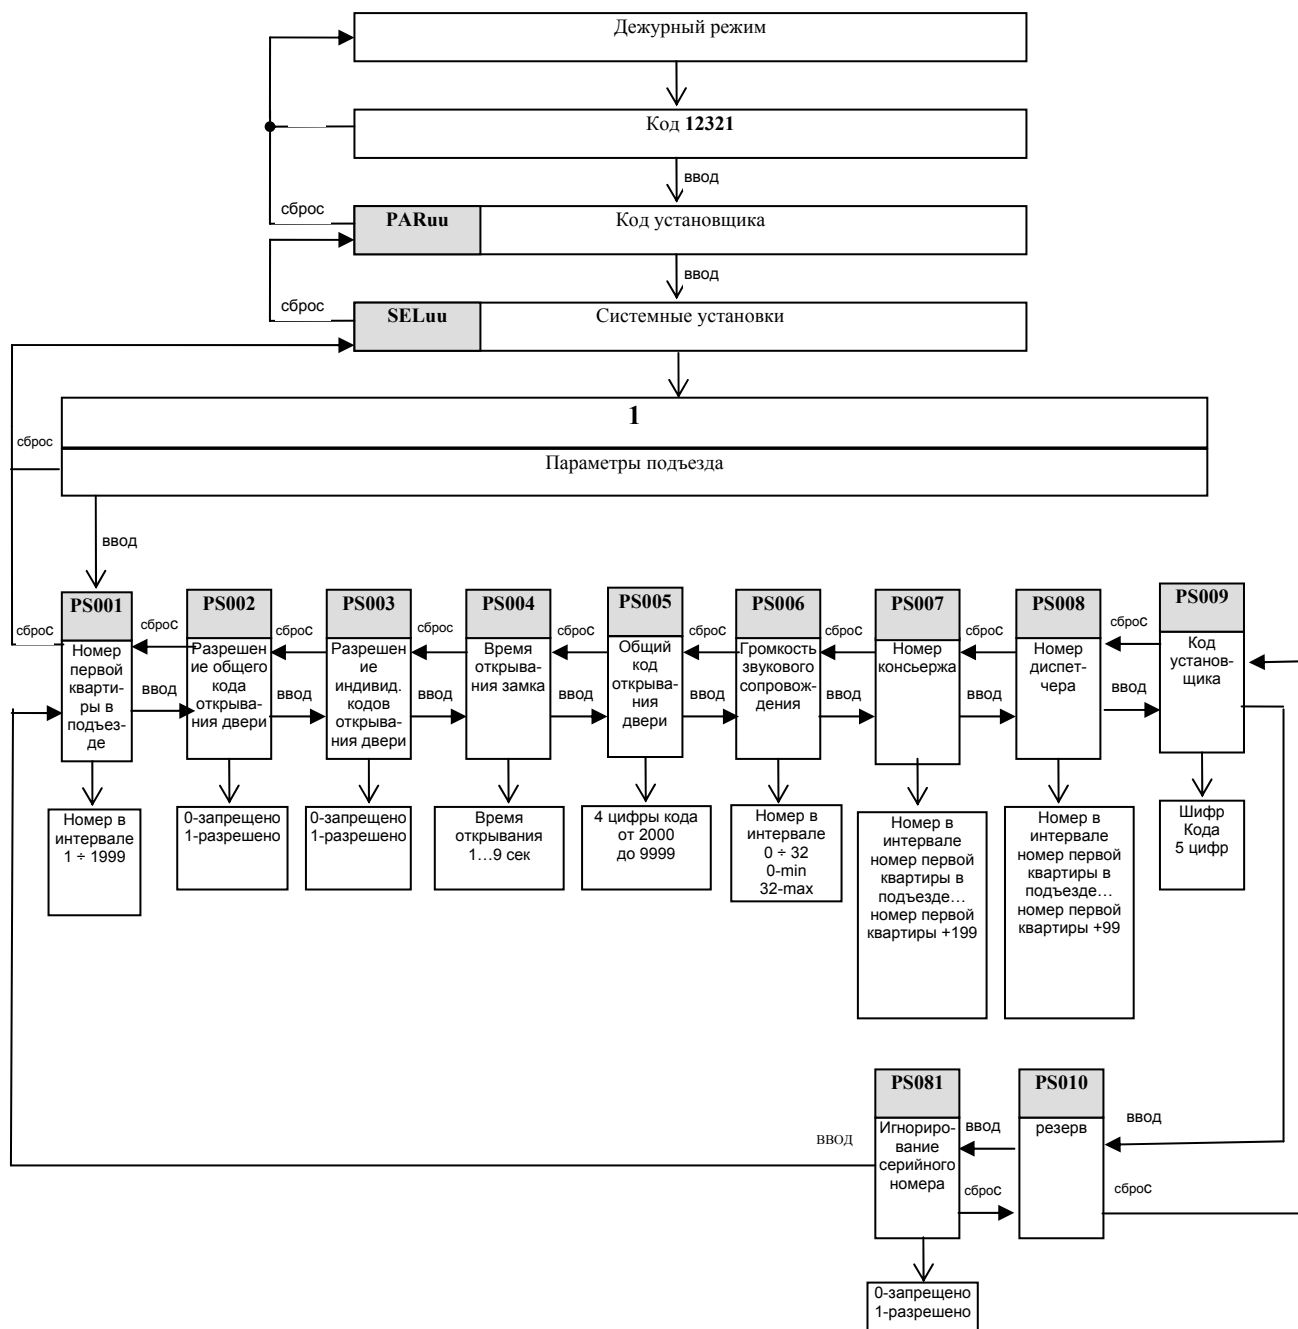 Дежурный режим
Код 12321
ввод
сброс
PARuu
Код установщика
ввод
сброс
SELuu
Системные установки
1
сброс
Параметры подъезда
ввод
PS001
PS002
PS003
PS004
PS005
PS006
PS007
PS008
PS009
сброс
Номер
первой
кварти-
ры в
подъез-
де
сброс
ввод
Разрешен-
ие общего
кода
открыва-
ния двери
сброс
ввод
Разрешен-
ие
индивид.
кодов
открыва-
ния двери
сброс
ввод
Время
открыва-
ния замка
сброс
ввод
Общий
код
открыва-
ния
двери
сброс
ввод
Громкость
звукового
сопровож-
дения
сброс
ввод
Номер
консьержа
сброс
ввод
Номер
диспет-
чера
сброс
ввод
Код
установ-
щика
Номер в
интервале
1 ÷ 1999
0-запрещено
1-разрешено
0-запрещено
1-разрешено
Время
открывания
1...9 сек
4 цифры кода
от 2000
до 9999
Номер в
интервале
0 ÷ 32
0-min
32-max
Номер в
интервале
номер первой
квартиры в
подъезде...
номер первой
квартиры +199
Номер в
интервале
номер первой
квартиры в
подъезде...
номер первой
квартиры +99
Шифр
Кода
5 цифр
PS081
PS010
ввод
Игнориро-
вание
серийного
номера
ввод
сброс
резерв
ввод
сброс
0-запрещено
1-разрешено